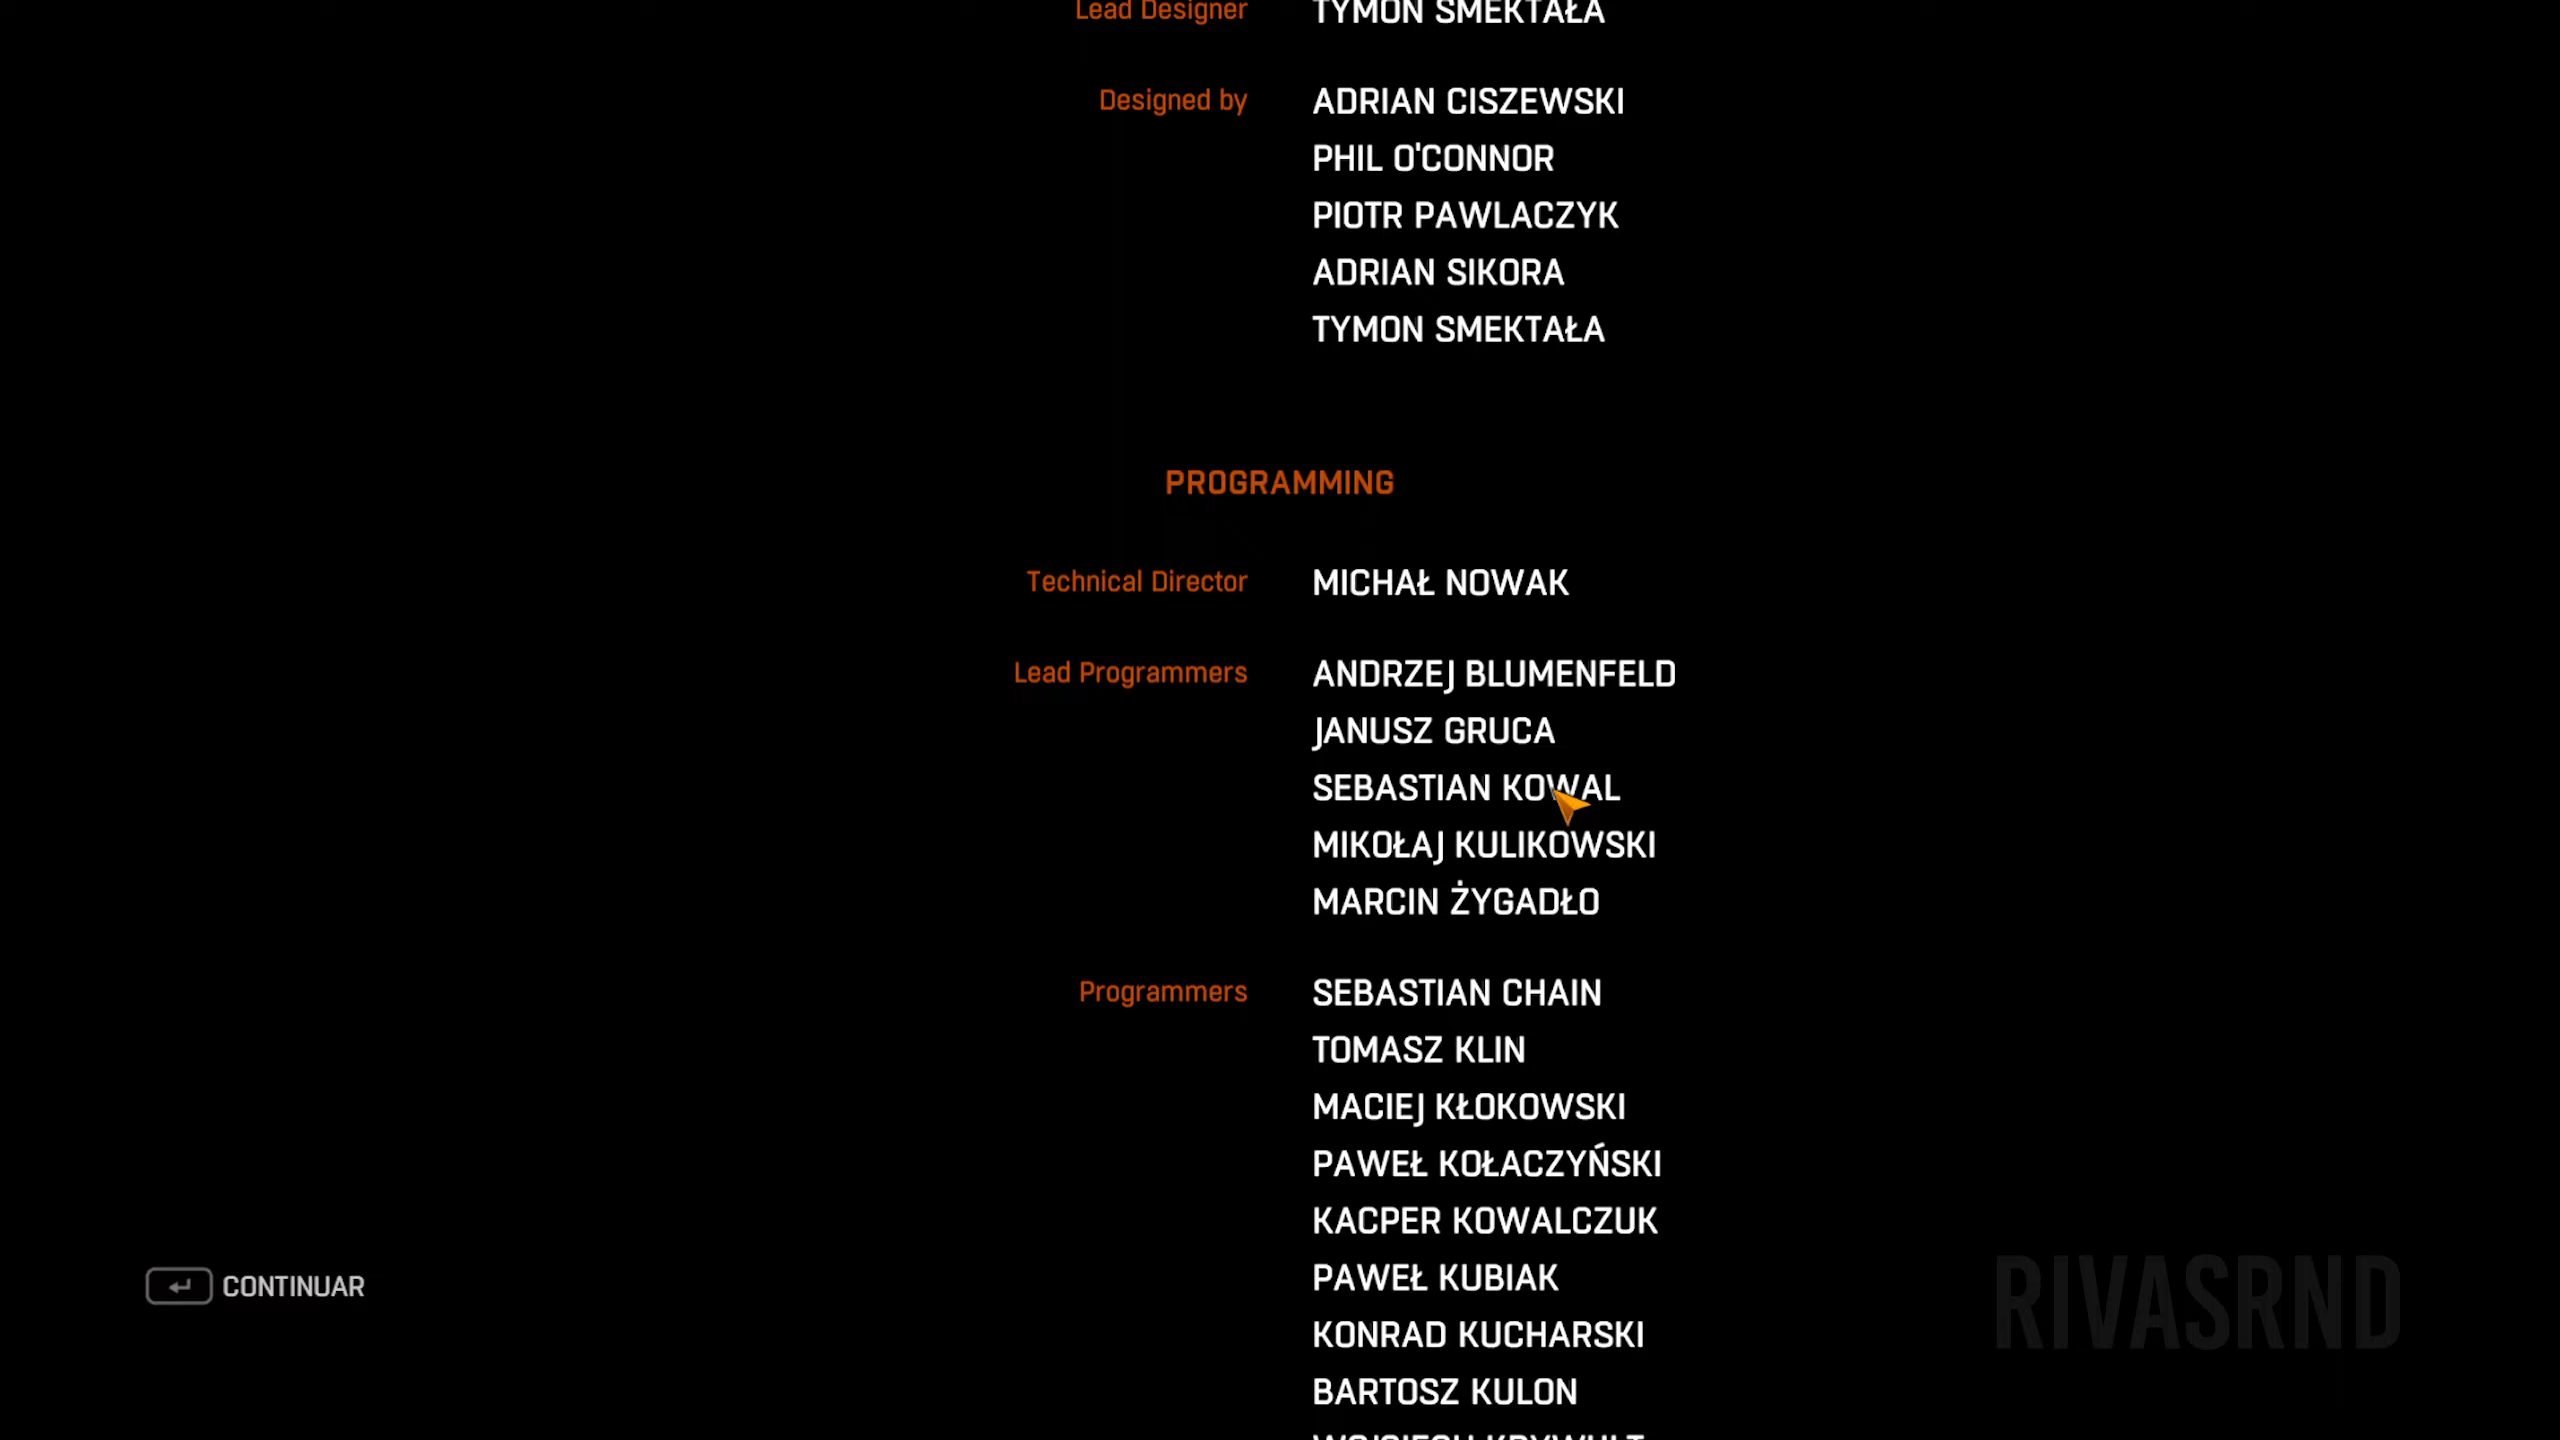 Lead Designer TYMON SMEKTAŁA
Designed by ADRIAN CISZEWSKI
PHIL O'CONNOR
PIOTR PAWLACZYK
ADRIAN SIKORA
TYMON SMEKTAŁA
PROGRAMMING
Technical Director MICHAŁ NOWAK
Lead Programmers ANDRZEJ BLUMENFELD
JANUSZ GRUCA
SEBASTIAN KOWAL
MIKOŁAJ KULIKOWSKI
MARCIN ŻYGADŁO
Programmers SEBASTIAN CHAIN
TOMASZ KLIN
MACIEJ KŁOKOWSKI
PAWEŁ KOŁACZYŃSKI
KACPER KOWALCZUK
PAWEŁ KUBIAK
CONTINUAR
KONRAD KUCHARSKI
BARTOSZ KULON
RIVASRND